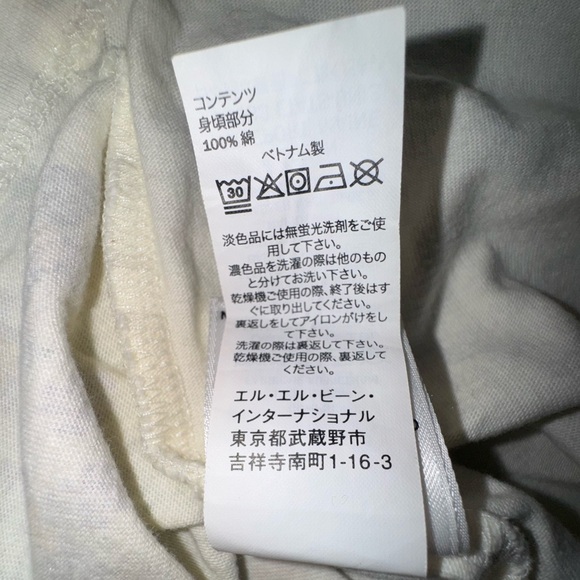 コンテンツ
身頃部分
100% 綿
ベトナム製
30
淡色品には無蛍光洗剤をご使
用して下さい。
濃色品を洗濯の際は他のもの
と分けてお洗い下さい。
乾燥機ご使用の際、終了後はす
ぐに取り出してください。
裏返しをしてアイロンがけをし
て下さい。
洗濯の際は裏返して下さい。
乾燥機ご使用の際、裏返して
ください。
エル・エル・ビーン・
インターナショナル
東京都武蔵野市
吉祥寺南町1-16-3